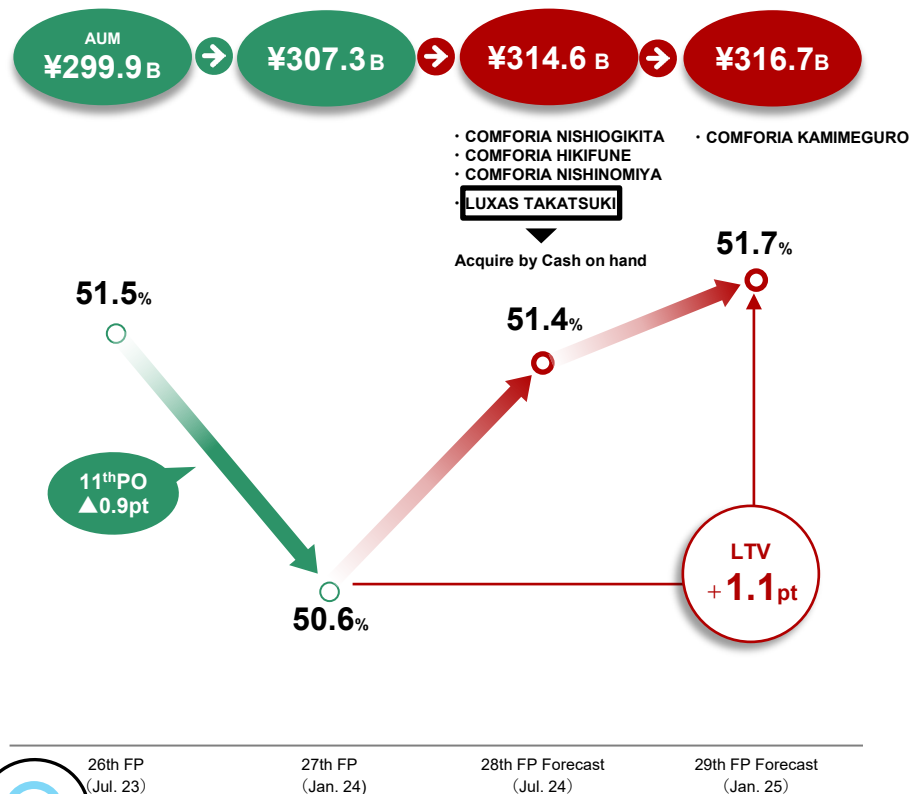 AUM
¥299.9 B
¥307.3 B
¥314.6 B
¥316.7B
・COMFORIA NISHIOGIKITA
・COMFORIA HIKIFUNE
・COMFORIA NISHINOMIYA
・LUXAS TAKATSUKI
Acquire by Cash on hand
・COMFORIA KAMIMEGURO
51.5%
50.6%
51.4%
51.7%
11thPO
▲0.9pt
LTV
+1.1pt
26th FP
（Jul. 23）
27th FP
（Jan. 24）
28th FP Forecast
（Jul. 24）
29th FP Forecast
（Jan. 25）